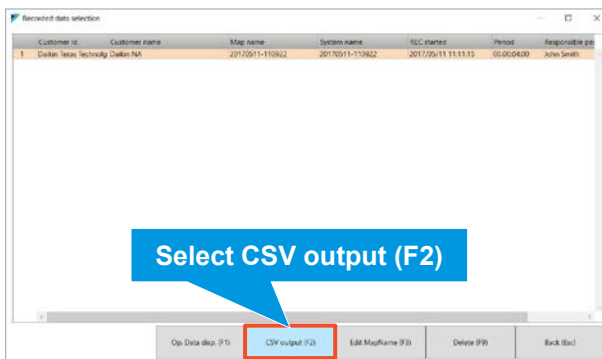 Recorded data selection
Customer id Customer name Map name System name REC started Period Responsible per
1 Daikin Texas Technolig Daikin NA 20170511-110922 20170511-110922 2017/05/11 11:11:15 00.00:04:00 John Smith
Select CSV output (F2)
Op. Data disp. (F1) CSV output (F2) Edit MapName (F3) Delete (F9) Back (Esc)